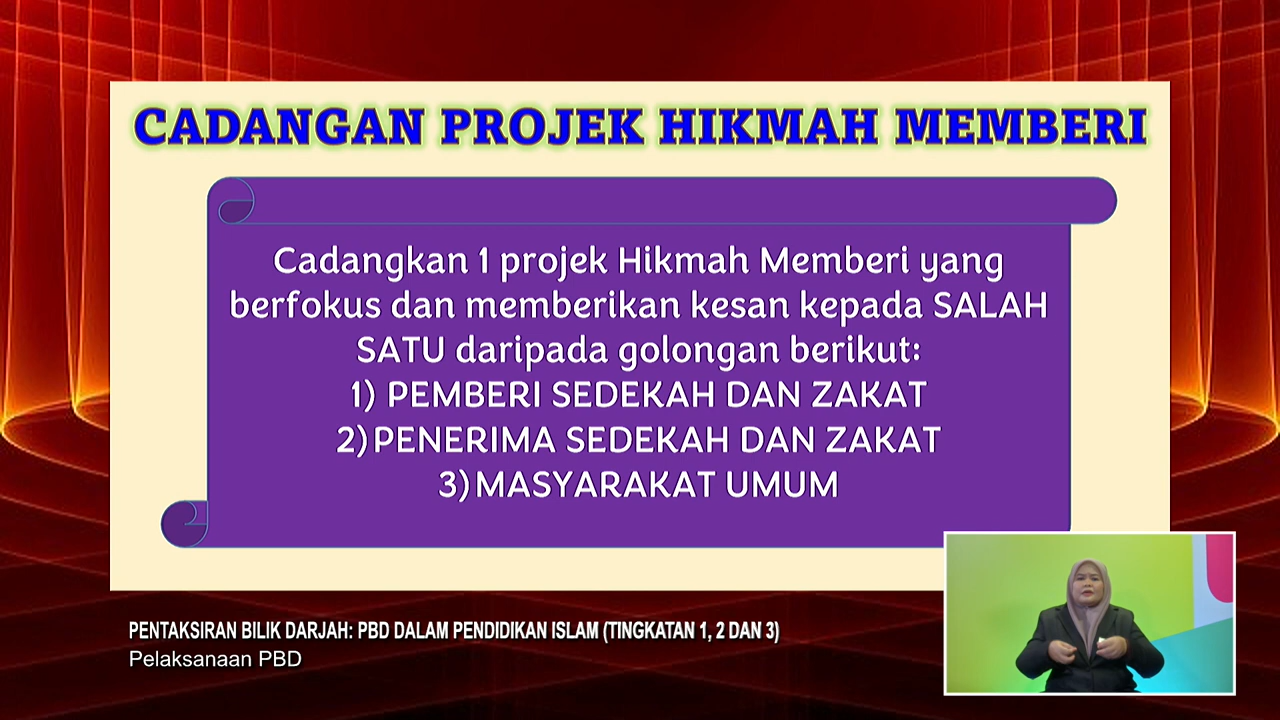 CADANGAN PROJEK HIKMAH MEMBERI
Cadangkan 1 projek Hikmah Memberi yang
berfokus dan memberikan kesan kepada SALAH
SATU daripada golongan berikut:
1) PEMBERI SEDEKAH DAN ZAKAT
2) PENERIMA SEDEKAH DAN ZAKAT
3) MASYARAKAT UMUM
PENTAKSIRAN BILIK DARJAH: PBD DALAM PENDIDIKAN ISLAM (TINGKATAN 1, 2 DAN 3)
Pelaksanaan PBD